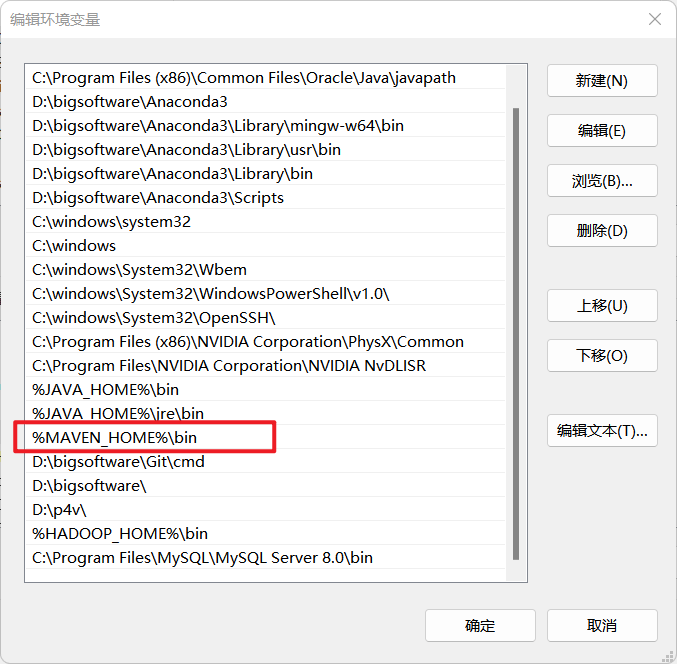 编辑环境变量
C:\Program Files (x86)\Common Files\Oracle\Java\javapath
D:\bigsoftware\Anaconda3
D:\bigsoftware\Anaconda3\Library\mingw-w64\bin
D:\bigsoftware\Anaconda3\Library\usr\bin
D:\bigsoftware\Anaconda3\Library\bin
D:\bigsoftware\Anaconda3\Scripts
C:\windows\system32
C:\windows
C:\windows\System32\Wbem
C:\windows\System32\WindowsPowerShell\v1.0\
C:\windows\System32\OpenSSH\
C:\Program Files (x86)\NVIDIA Corporation\PhysX\Common
C:\Program Files\NVIDIA Corporation\NVIDIA NvDLISR
%JAVA_HOME%\bin
%JAVA_HOME%\jre\bin
%MAVEN_HOME%\bin
D:\bigsoftware\Git\cmd
D:\bigsoftware\
D:\p4v\
%HADOOP_HOME%\bin
C:\Program Files\MySQL\MySQL Server 8.0\bin
新建(N)
编辑(E)
浏览(B)...
删除(D)
上移(U)
下移(O)
编辑文本(T)...
确定
取消